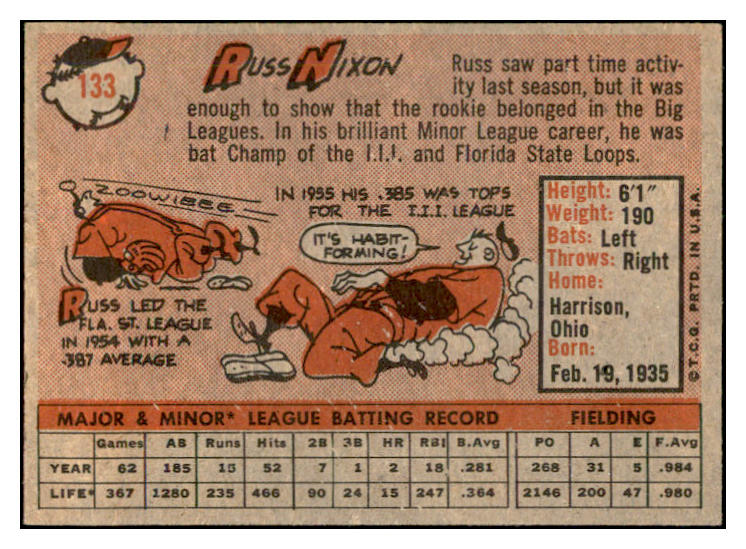 133
Russ Nixon
Russ saw part time activ-
ity last season, but it was
enough to show that the rookie belonged in the Big
Leagues. In his brilliant Minor League career, he was
bat Champ of the I.I.I. and Florida State Loops.
ZOOWIEEE
IN 1955 HIS .385 WAS TOPS
FOR THE I.I.I. LEAGUE
IT'S HABIT-
FORMING!
RUSS LED THE
FLA. ST. LEAGUE
IN 1954 WITH A
.387 AVERAGE
Height: 6'1"
Weight: 190
Bats: Left
Throws: Right
Home:
Harrison,
Ohio
Born:
Feb. 19, 1935
© T.C.G. PRTD. IN U.S.A.
MAJOR & MINOR* LEAGUE BATTING RECORD FIELDING
Games AB Runs Hits 2B 3B HR RBI B.Avg PO A E F.Avg
YEAR 62 185 15 52 7 1 2 18 .281 268 31 5 .984
LIFE* 367 1280 235 466 90 24 15 247 .364 2146 200 47 .980